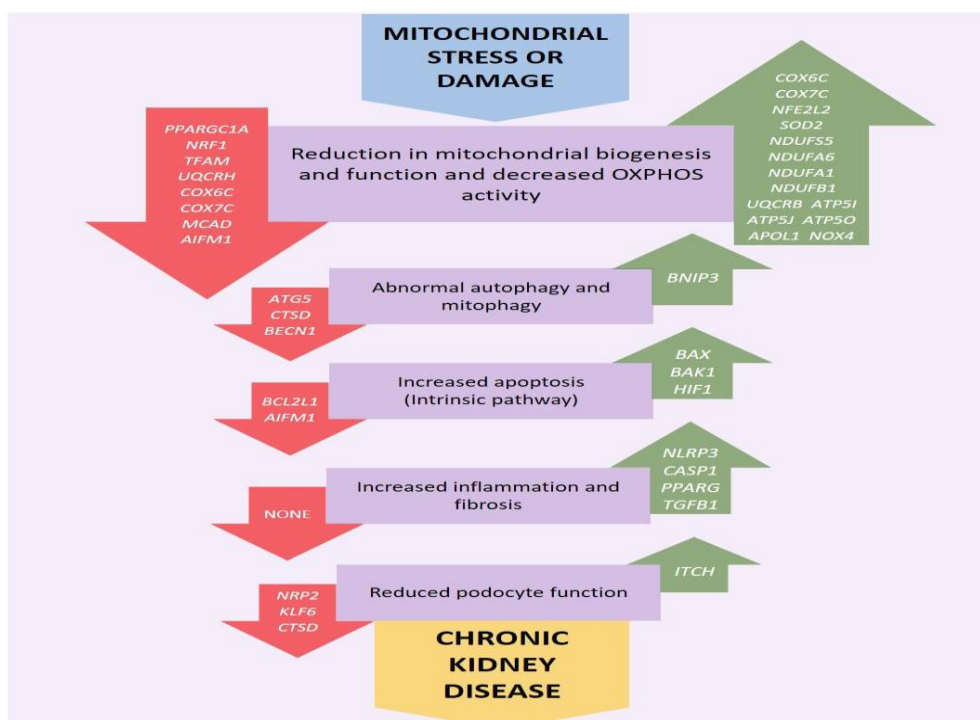 MITOCHONDRIAL
STRESS OR
DAMAGE
PPARGC1A
NRF1
TFAM
UQCRH
COX6C
COX7C
MCAD
AIFM1
Reduction in mitochondrial biogenesis
and function and decreased OXPHOS
activity
COX6C
COX7C
NFE2L2
SOD2
NDUFS5
NDUFA6
NDUFA1
NDUFB1
UQCRB ATP5I
ATP5J ATP5O
APOL1 NOX4
ATG5
CTSD
BECN1
Abnormal autophagy and
mitophagy
BNIP3
BCL2L1
AIFM1
Increased apoptosis
(Intrinsic pathway)
BAX
BAK1
HIF1
NONE
Increased inflammation and
fibrosis
NLRP3
CASP1
PPARG
TGFB1
NRP2
KLF6
CTSD
Reduced podocyte function
ITCH
CHRONIC
KIDNEY
DISEASE